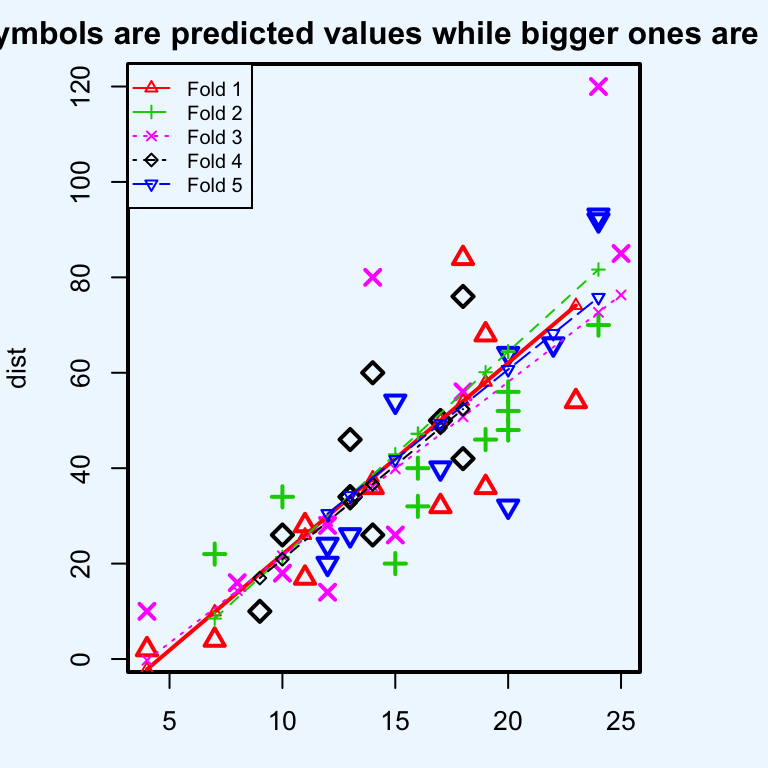 ymbols are predicted values while bigger ones are
Fold 1
Fold 2
Fold 3
Fold 4
Fold 5
dist
120
100
80
60
40
20
0
5 10 15 20 25